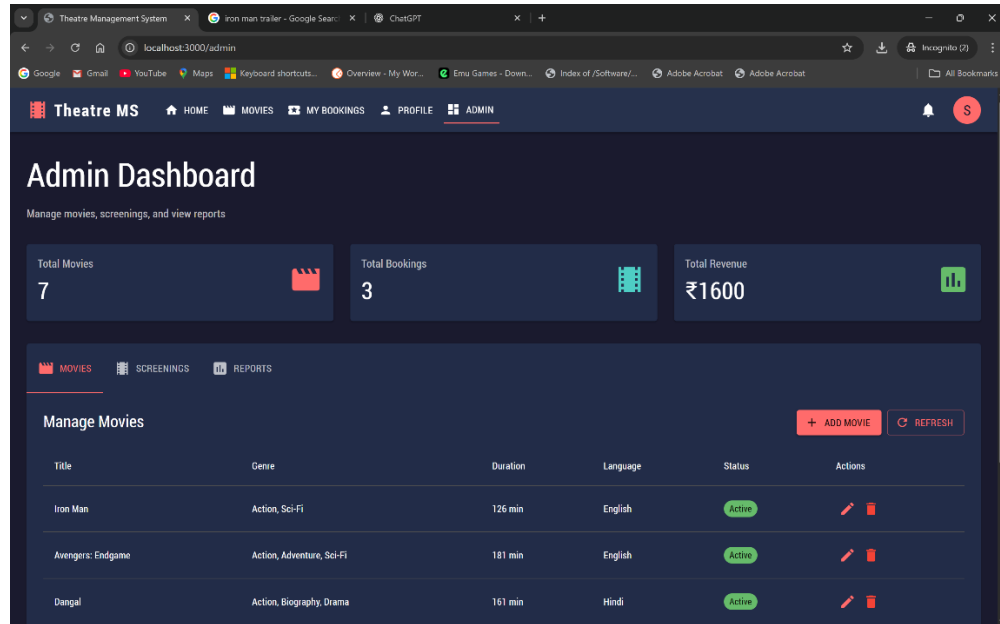 Theatre Management System iron man trailer - Google Searc ChatGPT
localhost:3000/admin Incognito (2)
Google Gmail YouTube Maps Keyboard shortcuts... Overview - My Wor... Emu Games - Down... Index of /Software/... Adobe Acrobat Adobe Acrobat All Bookmarks
Theatre MS HOME MOVIES MY BOOKINGS PROFILE ADMIN S
Admin Dashboard
Manage movies, screenings, and view reports
Total Movies Total Bookings Total Revenue
7 3 ₹1600
MOVIES SCREENINGS REPORTS
Manage Movies + ADD MOVIE REFRESH
Title Genre Duration Language Status Actions
Iron Man Action, Sci-Fi 126 min English Active
Avengers: Endgame Action, Adventure, Sci-Fi 181 min English Active
Dangal Action, Biography, Drama 161 min Hindi Active